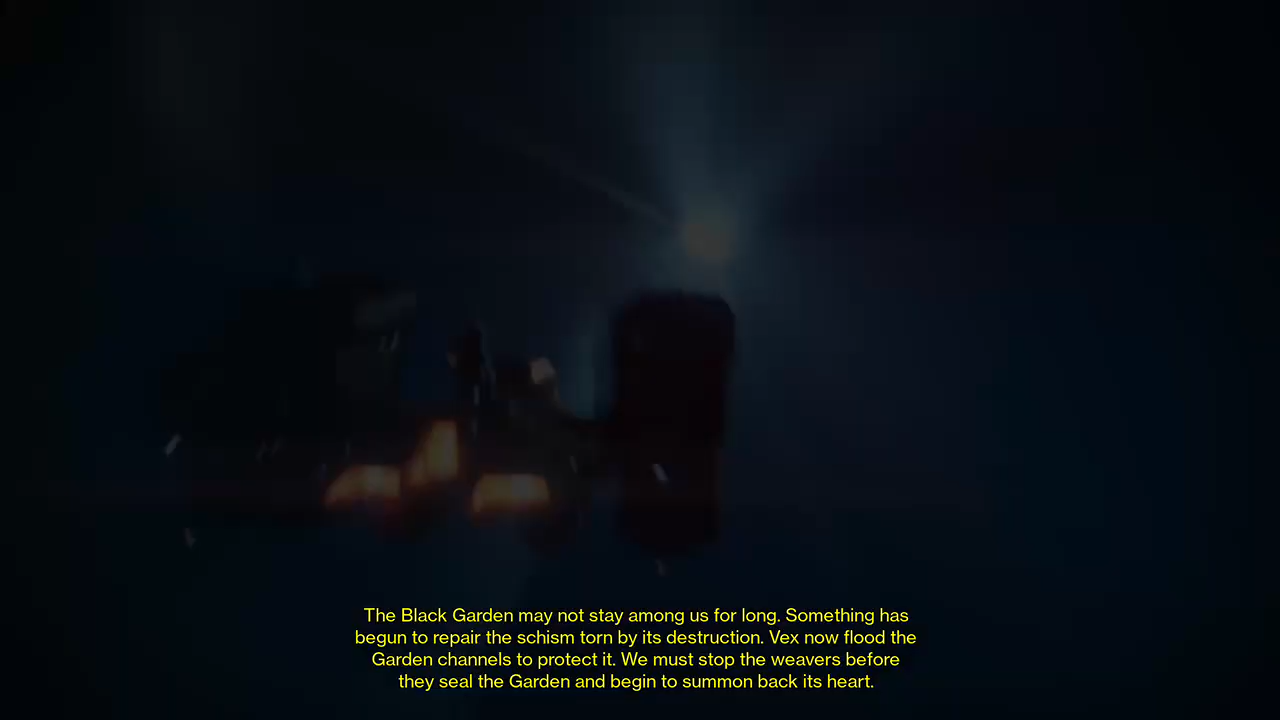 The Black Garden may not stay among us for long. Something has
begun to repair the schism torn by its destruction. Vex now flood the
Garden channels to protect it. We must stop the weavers before
they seal the Garden and begin to summon back its heart.